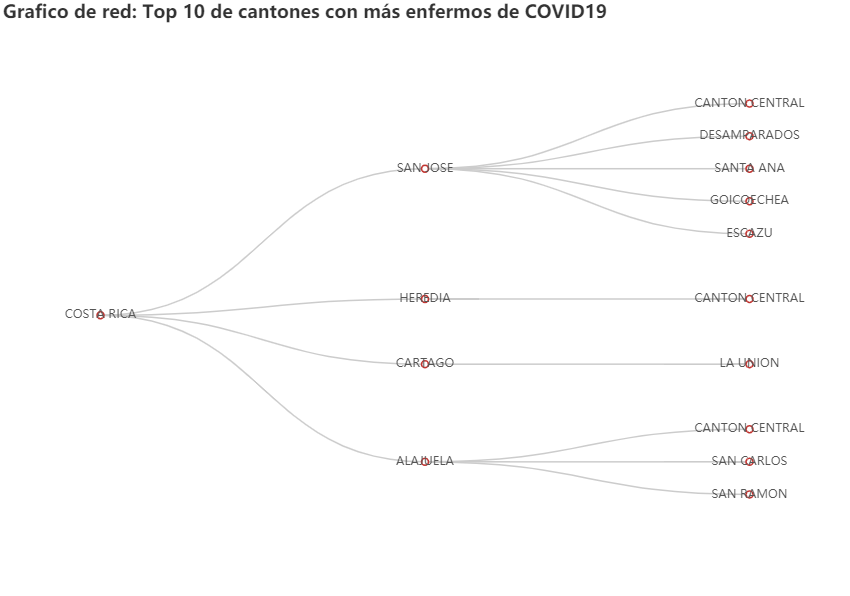 Grafico de red: Top 10 de cantones con más enfermos de COVID19
CANTON CENTRAL
DESAMPARADOS
SAN JOSE
SANTA ANA
GOICOECHEA
ESCAZU
HEREDIA
CANTON CENTRAL
COSTA RICA
CARTAGO
LA UNION
CANTON CENTRAL
ALAJUELA
SAN CARLOS
SAN RAMON